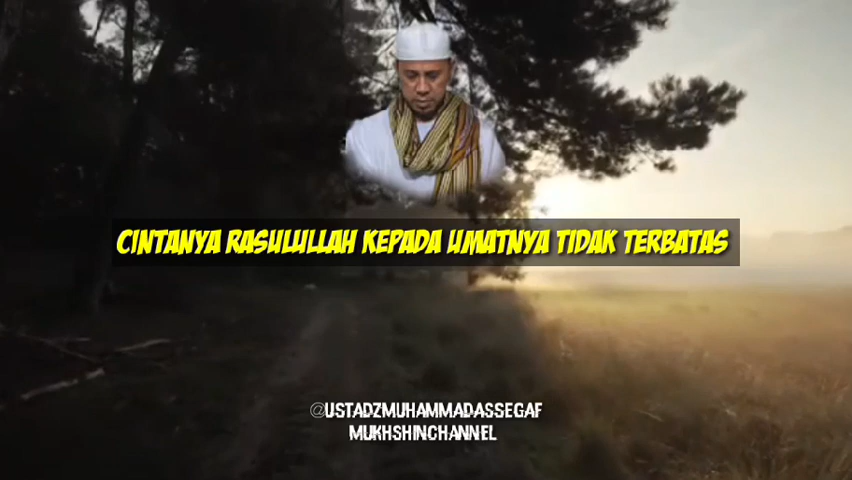 CINTANYA RASULULLAH KEPADA UMATNYA TIDAK TERBATAS
@USTADZMUHAMMADASSEGAF
MUKHSHINCHANNEL